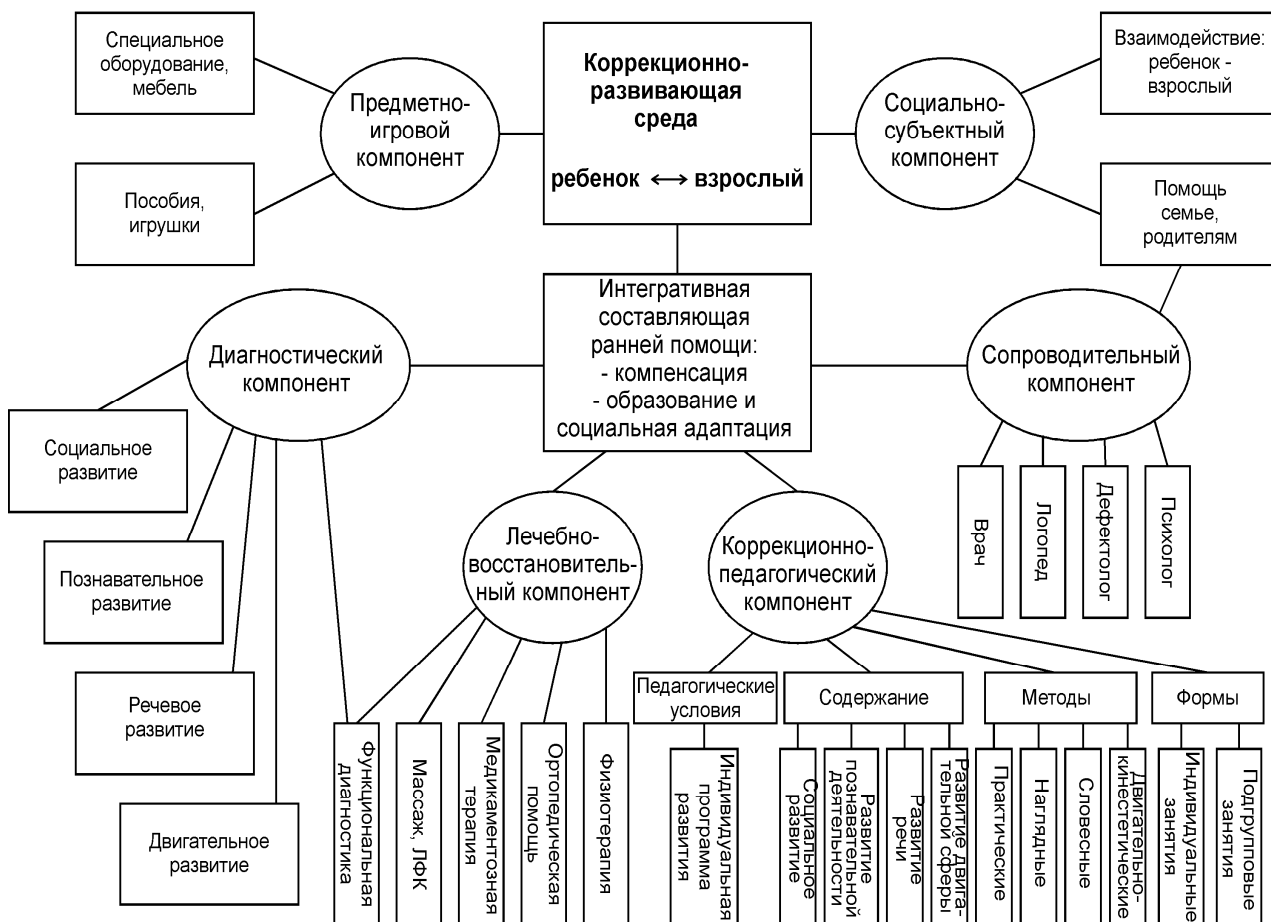 Специальное
оборудование,
мебель
Предметно-
игровой
компонент
Пособия,
игрушки
Коррекционно-
развивающая
среда
ребенок ↔ взрослый
Социально-
субъектный
компонент
Взаимодействие:
ребенок -
взрослый
Помощь
семье,
родителям
Интегративная
составляющая
ранней помощи:
- компенсация
- образование и
социальная адаптация
Диагностический
компонент
Сопроводительный
компонент
Социальное
развитие
Познавательное
развитие
Речевое
развитие
Двигательное
развитие
Врач
Логопед
Дефектолог
Психолог
Лечебно-
восстановитель-
ный компонент
Коррекционно-
педагогический
компонент
Функциональная
диагностика
Массаж, ЛФК
Медикаментозная
терапия
Ортопедическая
помощь
Физиотерапия
Педагогические
условия
Содержание
Методы
Формы
Индивидуальная
программа
развития
Социальное
развитие
Развитие
познавательной
деятельности
Развитие
речи
Развитие двига-
тельной сферы
Практические
Наглядные
Словесные
Двигательно-
кинестетические
Индивидуальные
занятия
Подгрупповые
занятия